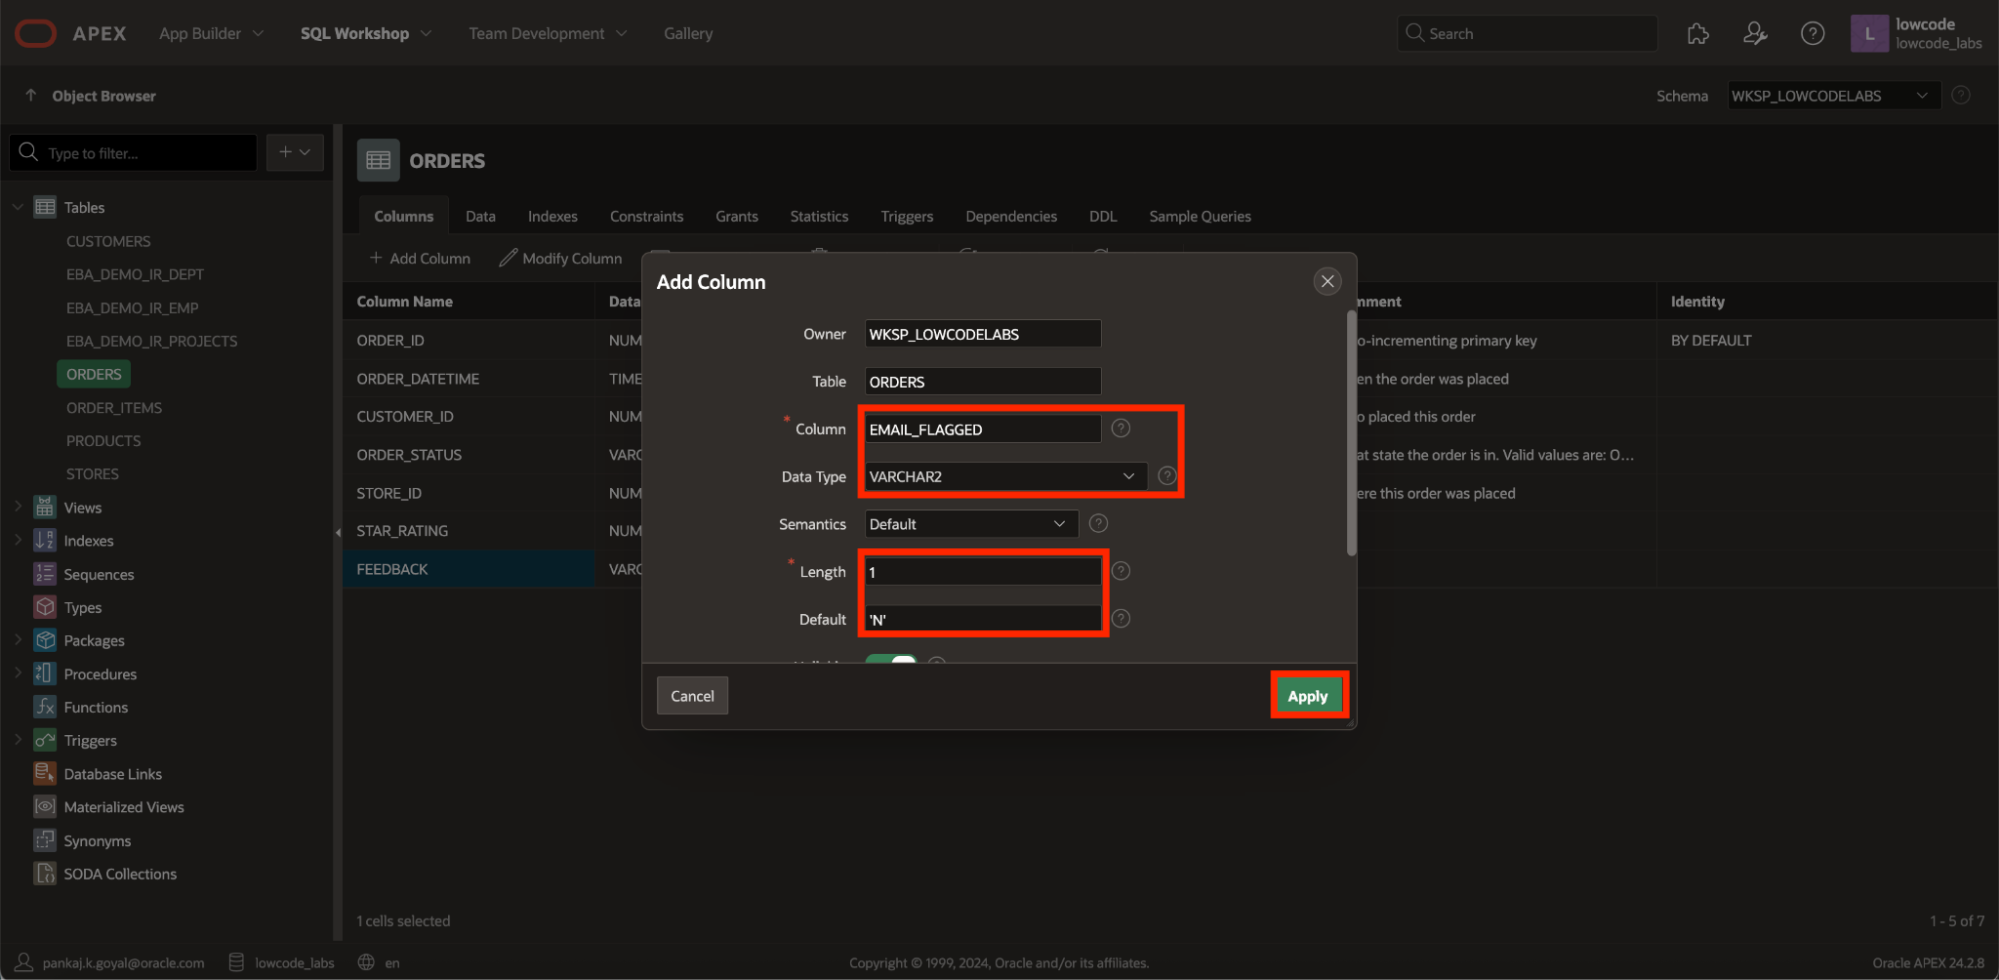 APEX App Builder SQL Workshop Team Development Gallery Search L lowcode
lowcode_labs
Object Browser Schema WKSP_LOWCODELABS
Type to filter... +
ORDERS
Columns Data Indexes Constraints Grants Statistics Triggers Dependencies DDL Sample Queries
+ Add Column Modify Column
Column Name Data mment Identity
ORDER_ID NUM o-incrementing primary key BY DEFAULT
ORDER_DATETIME TIME en the order was placed
CUSTOMER_ID NUM o placed this order
ORDER_STATUS VARC at state the order is in. Valid values are: O...
STORE_ID NUM ere this order was placed
STAR_RATING NUM
FEEDBACK VARC
Tables
CUSTOMERS
EBA_DEMO_IR_DEPT
EBA_DEMO_IR_EMP
EBA_DEMO_IR_PROJECTS
ORDERS
ORDER_ITEMS
PRODUCTS
STORES
Views
Indexes
Sequences
Types
Packages
Procedures
Functions
Triggers
Database Links
Materialized Views
Synonyms
SODA Collections
Add Column
Owner WKSP_LOWCODELABS
Table ORDERS
* Column EMAIL_FLAGGED ?
Data Type VARCHAR2 ?
Semantics Default ?
* Length 1 ?
Default 'N' ?
Cancel Apply
1 cells selected 1 - 5 of 7
pankaj.k.goyal@oracle.com lowcode_labs en Copyright © 1999, 2024, Oracle and/or its affiliates. Oracle APEX 24.2.8